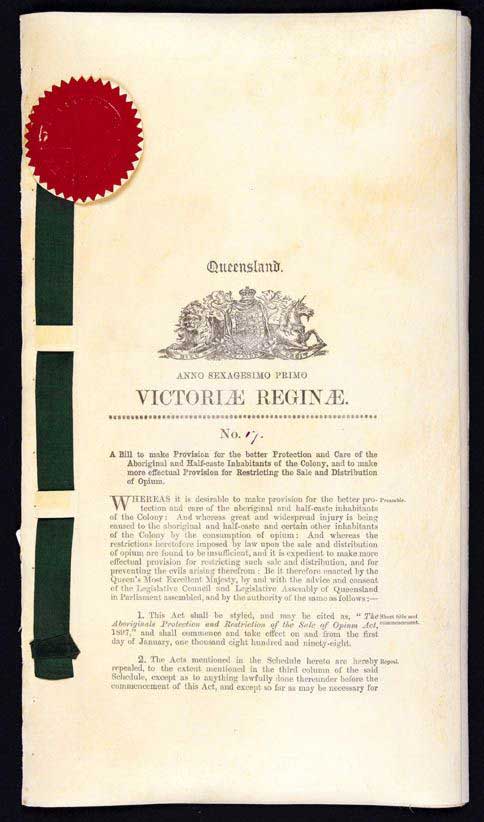 Queensland.
ANNO SEXAGESIMO PRIMO
VICTORIÆ REGINÆ.
No. 17.
A Bill to make Provision for the better Protection and Care of the
Aboriginal and Half-caste Inhabitants of the Colony, and to make
more effectual Provision for Restricting the Sale and Distribution
of Opium.
WHEREAS it is desirable to make provision for the better pro- Preamble.
tection and care of the aboriginal and half-caste inhabitants
of the Colony: And whereas great and widespread injury is being
caused to the aboriginal and half-caste and certain other inhabitants
of the Colony by the consumption of opium: And whereas the
restrictions heretofore imposed by law upon the sale and distribution
of opium are found to be insufficient, and it is expedient to make more
effectual provision for restricting such sale and distribution, and for
preventing the evils arising therefrom: Be it therefore enacted by the
Queen's Most Excellent Majesty, by and with the advice and consent
of the Legislative Council and Legislative Assembly of Queensland
in Parliament assembled, and by the authority of the same as follows:—
1. This Act shall be styled, and may be cited as, "The Short title and
Aboriginals Protection and Restriction of the Sale of Opium Act, commencement.
1897," and shall commence and take effect on and from the first
day of January, one thousand eight hundred and ninety-eight.
2. The Acts mentioned in the Schedule hereto are hereby Repeal.
repealed, to the extent mentioned in the third column of the said
Schedule, except as to anything lawfully done thereunder before the
commencement of this Act, and except so far as may be necessary for